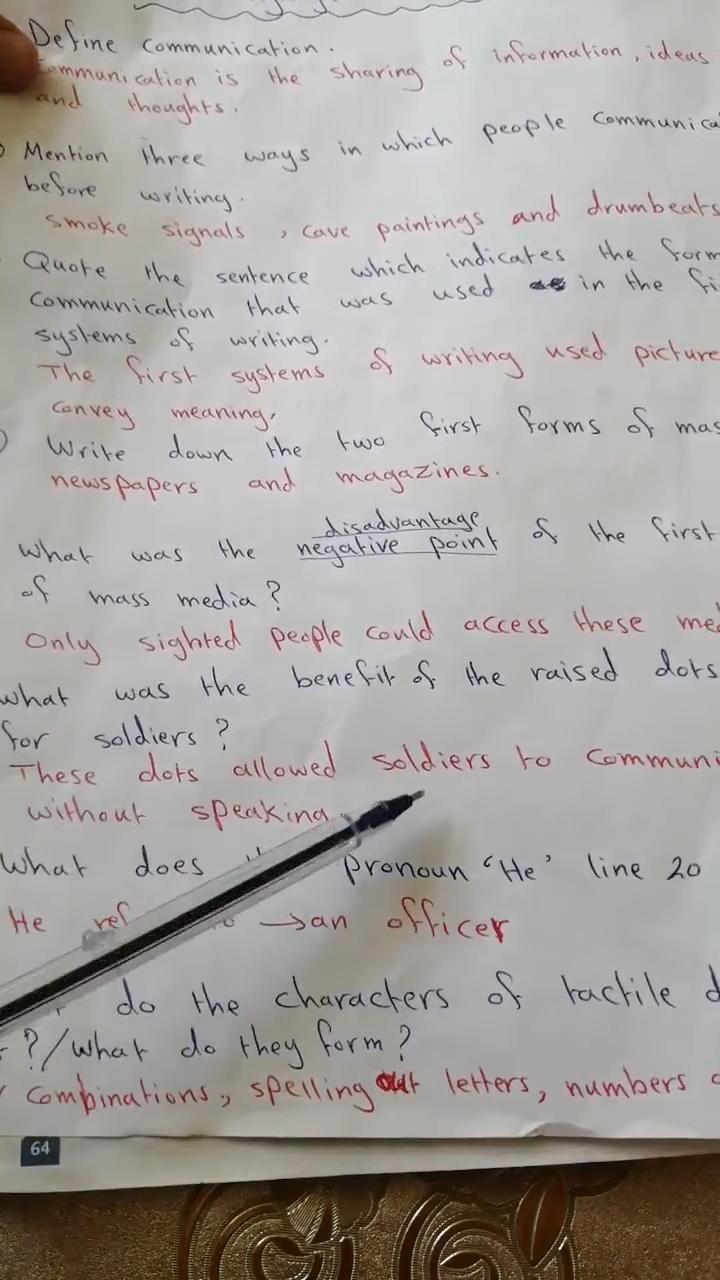 Define communication.
communication is the sharing of information, ideas
and thoughts.
Mention three ways in which people communica
before writing.
smoke signals, cave paintings and drumbeats
Quote the sentence which indicates the form
communication that was used in the fi
systems of writing.
The first systems of writing used picture
convey meaning.
Write down the two first forms of mas
newspapers and magazines.
disadvantage
What was the negative point of the first
of mass media?
Only sighted people could access these med
what was the benefit of the raised dots
for soldiers?
These dots allowed soldiers to communi
without speaking
What does pronoun 'He' line 20
He ref →an officer
do the characters of tactile d
?/What do they form?
combinations, spelling out letters, numbers
64